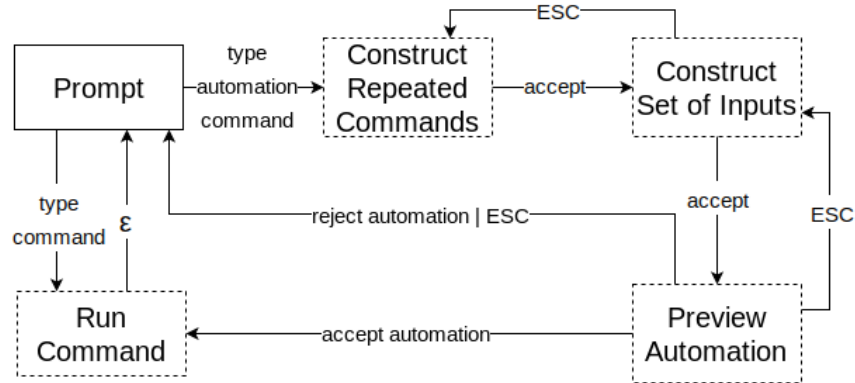 ESC
Prompt
type
automation
command
Construct
Repeated
Commands
accept
Construct
Set of Inputs
type
command
ε
reject automation | ESC
accept
ESC
Run
Command
accept automation
Preview
Automation